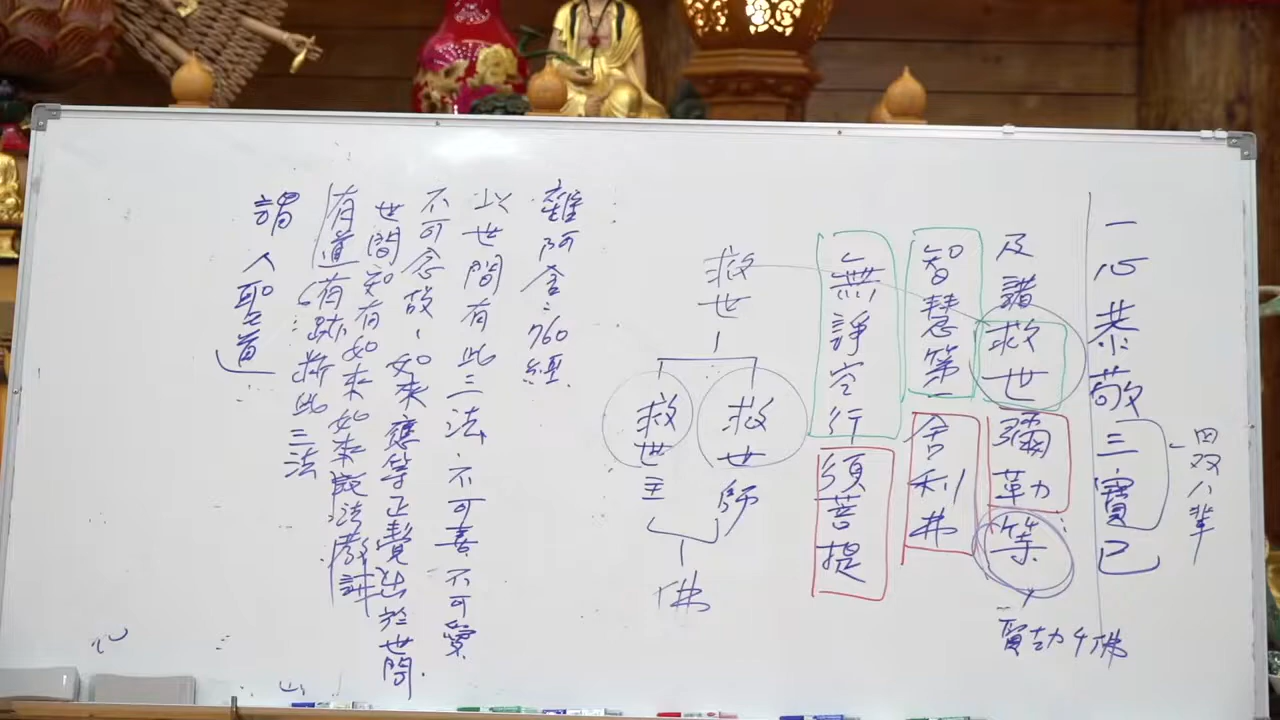 一心恭敬三寶已
四双八輩
及諸救世彌勒等
賢劫千佛
智慧第一舍利弗
無諍空行須菩提
救世
救世師
救世主
佛
雜阿含:760經
以世間有此三法,不可喜不可愛
不可念故,如來應等正覺出於世間
世間知有如來如來說法教誡
有道有跡斷此三法
謂八聖道